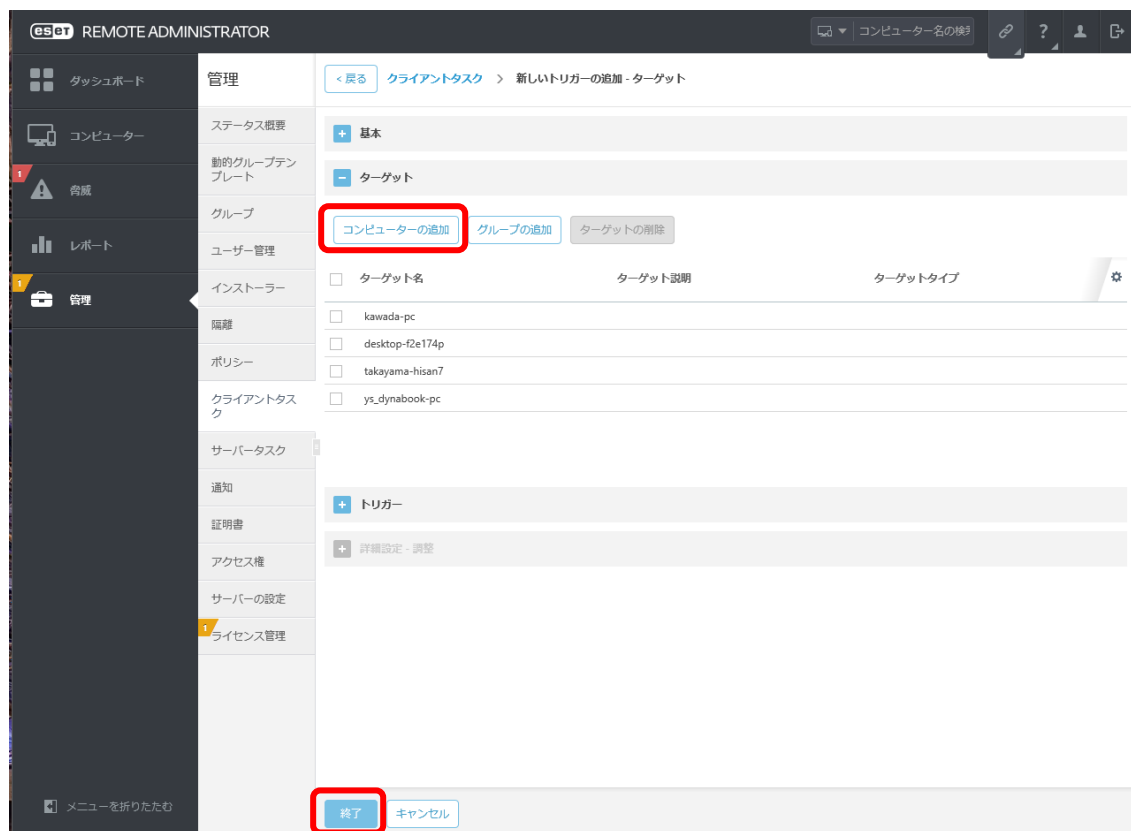 eseT REMOTE ADMINISTRATOR
コンピューター名の検
?
ダッシュボード
コンピューター
1
脅威
レポート
1
管理
メニューを折りたたむ
管理
ステータス概要
動的グループテン
プレート
グループ
ユーザー管理
インストーラー
隔離
ポリシー
クライアントタス
ク
サーバータスク
通知
証明書
アクセス権
サーバーの設定
1
ライセンス管理
< 戻る クライアントタスク > 新しいトリガーの追加 - ターゲット
+ 基本
− ターゲット
コンピューターの追加 グループの追加 ターゲットの削除
ターゲット名 ターゲット説明 ターゲットタイプ
kawada-pc
desktop-f2e174p
takayama-hisan7
ys_dynabook-pc
+ トリガー
+ 詳細設定 - 調整
終了 キャンセル